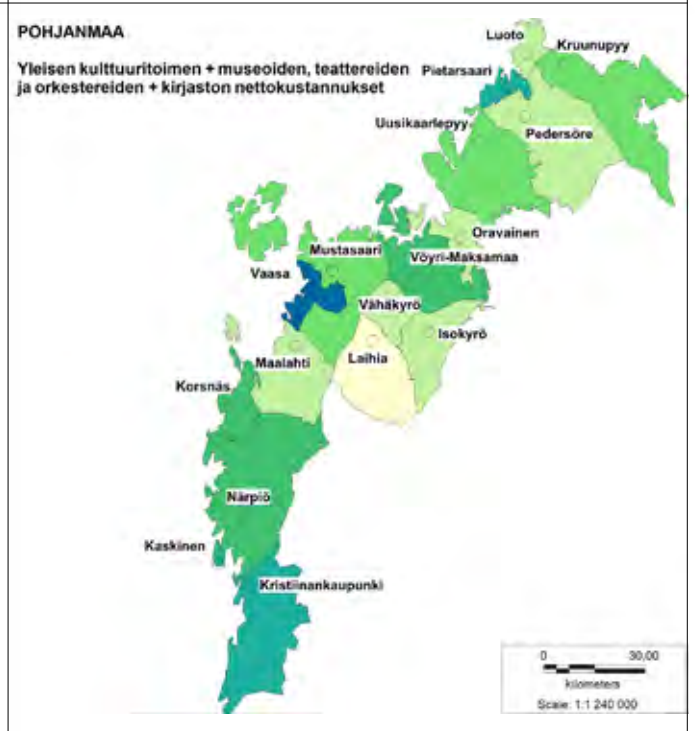 POHJANMAA
Yleisen kulttuuritoimen + museoiden, teattereiden
ja orkestereiden + kirjaston nettokustannukset
Luoto
Kruunupyy
Pietarsaari
Uusikaarlepyy
Pedersöre
Oravainen
Mustasaari
Vöyri-Maksamaa
Vaasa
Vähäkyrö
Isokyrö
Maalahti
Laihia
Korsnäs
Närpiö
Kaskinen
Kristiinankaupunki
0 30,00
kilometers
Scale: 1:1 240 000